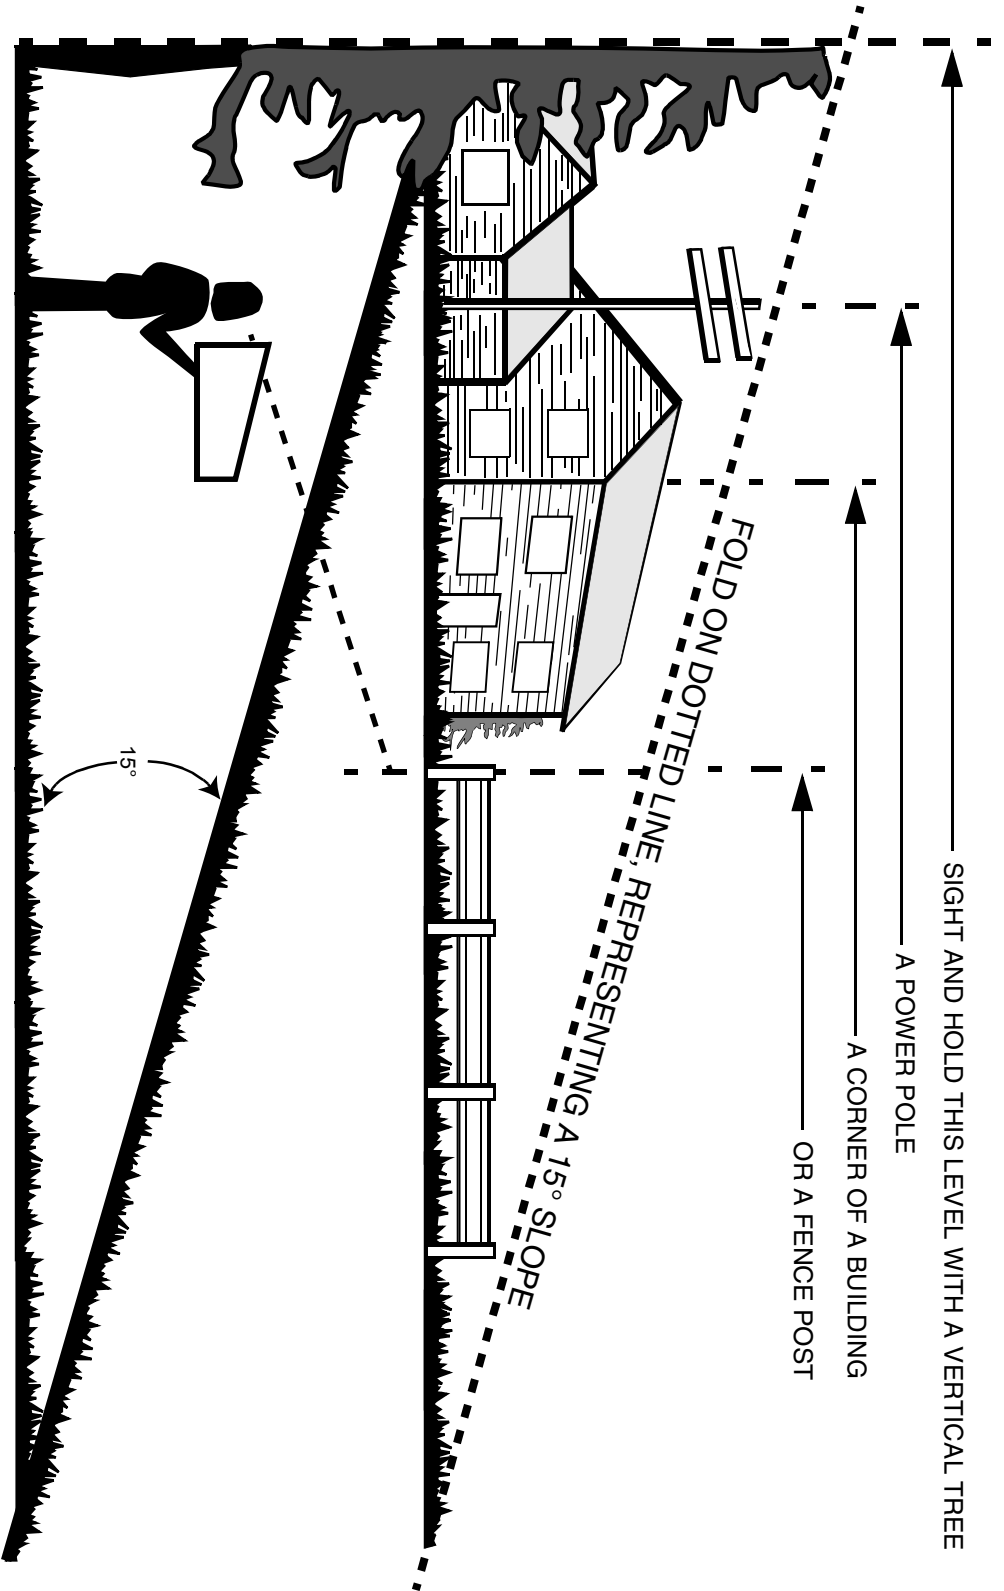 SIGHT AND HOLD THIS LEVEL WITH A VERTICAL TREE
A POWER POLE
A CORNER OF A BUILDING
OR A FENCE POST
FOLD ON DOTTED LINE, REPRESENTING A 15° SLOPE
15°